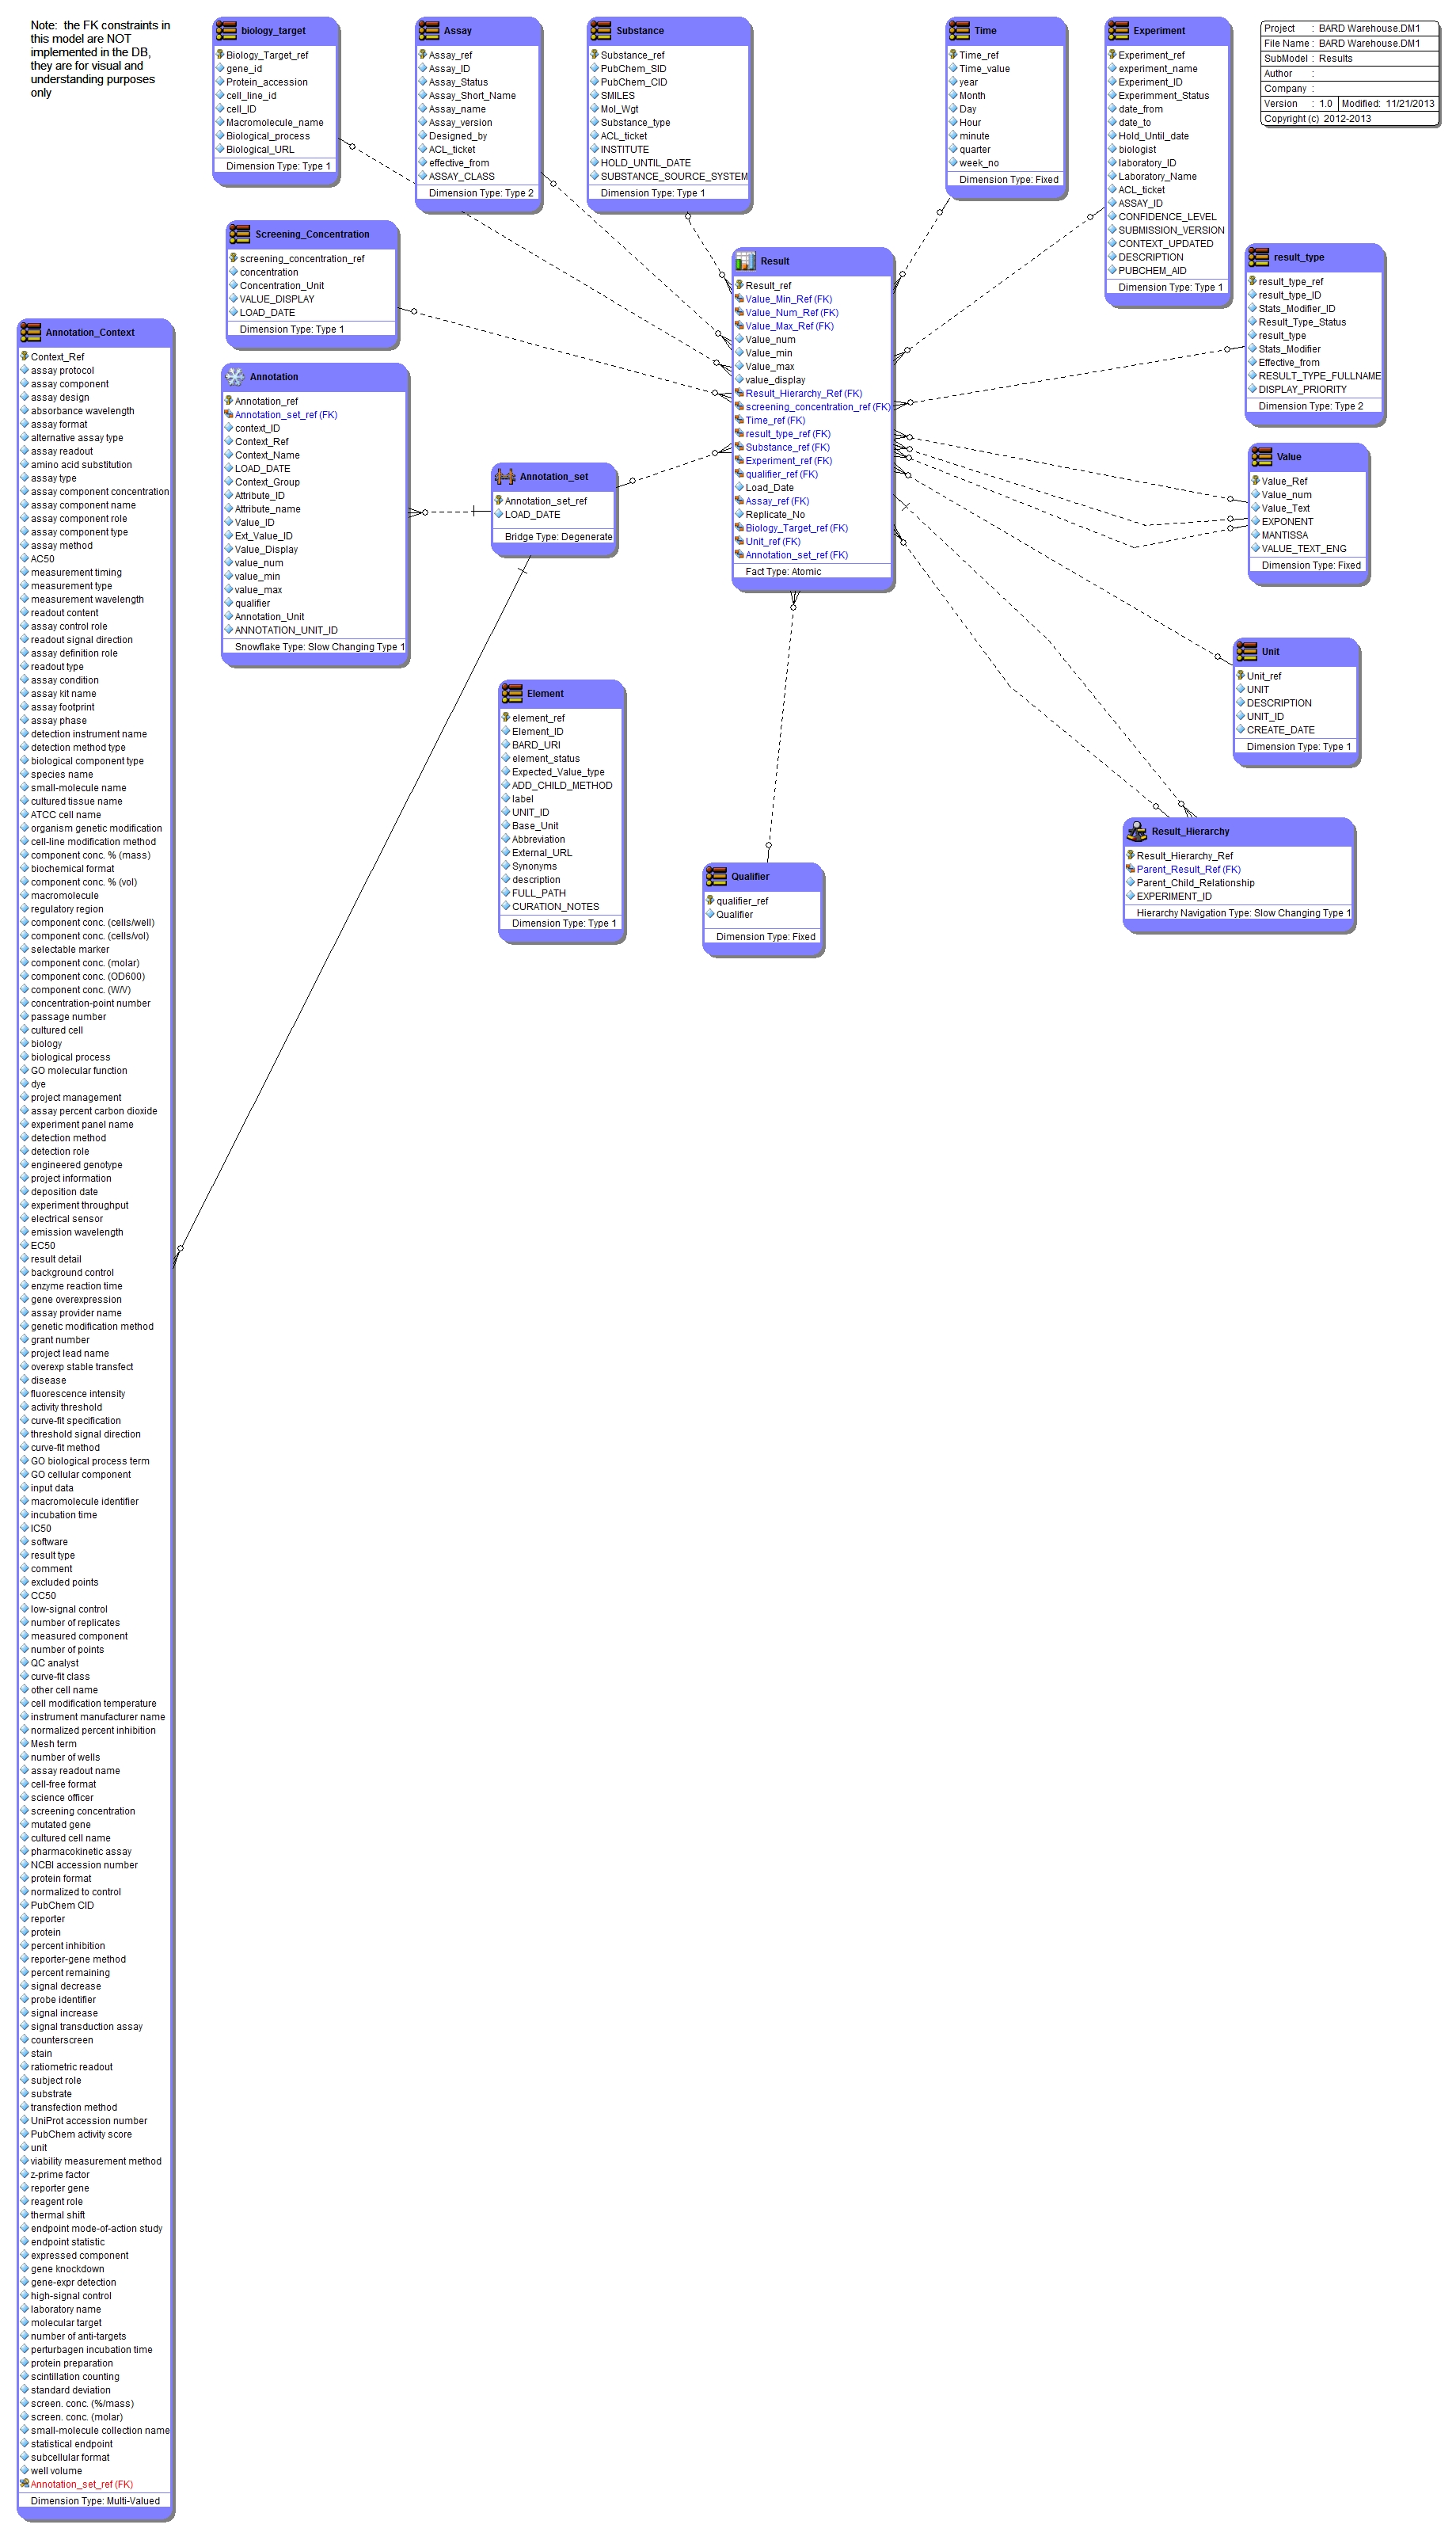 Note:  the FK constraints in
this model are NOT
implemented in the DB,
they are for visual and
understanding purposes
only
biology_target
Biology_Target_ref
gene_id
Protein_accession
cell_line_id
cell_ID
Macromolecule_name
Biological_process
Biological_URL
Dimension Type: Type 1
Assay
Assay_ref
Assay_ID
Assay_Status
Assay_Short_Name
Assay_name
Assay_version
Designed_by
ACL_ticket
effective_from
ASSAY_CLASS
Dimension Type: Type 2
Substance
Substance_ref
PubChem_SID
PubChem_CID
SMILES
Mol_Wgt
Substance_type
ACL_ticket
INSTITUTE
HOLD_UNTIL_DATE
SUBSTANCE_SOURCE_SYSTEM
Dimension Type: Type 1
Time
Time_ref
Time_value
year
Month
Day
Hour
minute
quarter
week_no
Dimension Type: Fixed
Experiment
Experiment_ref
experiment_name
Experiment_ID
Experimment_Status
date_from
date_to
Hold_Until_date
biologist
laboratory_ID
Laboratory_Name
ACL_ticket
ASSAY_ID
CONFIDENCE_LEVEL
SUBMISSION_VERSION
CONTEXT_UPDATED
DESCRIPTION
PUBCHEM_AID
Dimension Type: Type 1
Project : BARD Warehouse.DM1
File Name : BARD Warehouse.DM1
SubModel : Results
Author :
Company :
Version : 1.0 Modified: 11/21/2013
Copyright (c) 2012-2013
Screening_Concentration
screening_concentration_ref
concentration
Concentration_Unit
VALUE_DISPLAY
LOAD_DATE
Dimension Type: Type 1
Result
Result_ref
Value_Min_Ref (FK)
Value_Num_Ref (FK)
Value_Max_Ref (FK)
Value_num
Value_min
Value_max
value_display
Result_Hierarchy_Ref (FK)
screening_concentration_ref (FK)
Time_ref (FK)
result_type_ref (FK)
Substance_ref (FK)
Experiment_ref (FK)
qualifier_ref (FK)
Load_Date
Assay_ref (FK)
Replicate_No
Biology_Target_ref (FK)
Unit_ref (FK)
Annotation_set_ref (FK)
Fact Type: Atomic
result_type
result_type_ref
result_type_ID
Stats_Modifier_ID
Result_Type_Status
result_type
Stats_Modifier
Effective_from
RESULT_TYPE_FULLNAME
DISPLAY_PRIORITY
Dimension Type: Type 2
Annotation
Annotation_ref
Annotation_set_ref (FK)
context_ID
Context_Ref
Context_Name
LOAD_DATE
Context_Group
Attribute_ID
Attribute_name
Value_ID
Ext_Value_ID
Value_Display
value_num
value_min
value_max
qualifier
Annotation_Unit
ANNOTATION_UNIT_ID
Snowflake Type: Slow Changing Type 1
Annotation_set
Annotation_set_ref
LOAD_DATE
Bridge Type: Degenerate
Value
Value_Ref
Value_num
Value_Text
EXPONENT
MANTISSA
VALUE_TEXT_ENG
Dimension Type: Fixed
Unit
Unit_ref
UNIT
DESCRIPTION
UNIT_ID
CREATE_DATE
Dimension Type: Type 1
Element
element_ref
Element_ID
BARD_URI
element_status
Expected_Value_type
ADD_CHILD_METHOD
label
UNIT_ID
Base_Unit
Abbreviation
External_URL
Synonyms
description
FULL_PATH
CURATION_NOTES
Dimension Type: Type 1
Qualifier
qualifier_ref
Qualifier
Dimension Type: Fixed
Result_Hierarchy
Result_Hierarchy_Ref
Parent_Result_Ref (FK)
Parent_Child_Relationship
EXPERIMENT_ID
Hierarchy Navigation Type: Slow Changing Type 1
Annotation_Context
Context_Ref
assay protocol
assay component
assay design
absorbance wavelength
assay format
alternative assay type
assay readout
amino acid substitution
assay type
assay component concentration
assay component name
assay component role
assay component type
assay method
AC50
measurement timing
measurement type
measurement wavelength
readout content
assay control role
readout signal direction
assay definition role
readout type
assay condition
assay kit name
assay footprint
assay phase
detection instrument name
detection method type
biological component type
species name
small-molecule name
cultured tissue name
ATCC cell name
organism genetic modification
cell-line modification method
component conc. % (mass)
biochemical format
component conc. % (vol)
macromolecule
regulatory region
component conc. (cells/well)
component conc. (cells/vol)
selectable marker
component conc. (molar)
component conc. (OD600)
component conc. (W/V)
concentration-point number
passage number
cultured cell
biology
biological process
GO molecular function
dye
project management
assay percent carbon dioxide
experiment panel name
detection method
detection role
engineered genotype
project information
deposition date
experiment throughput
electrical sensor
emission wavelength
EC50
result detail
background control
enzyme reaction time
gene overexpression
assay provider name
genetic modification method
grant number
project lead name
overexp stable transfect
disease
fluorescence intensity
activity threshold
curve-fit specification
threshold signal direction
curve-fit method
GO biological process term
GO cellular component
input data
macromolecule identifier
incubation time
IC50
software
result type
comment
excluded points
CC50
low-signal control
number of replicates
measured component
number of points
QC analyst
curve-fit class
other cell name
cell modification temperature
instrument manufacturer name
normalized percent inhibition
Mesh term
number of wells
assay readout name
cell-free format
science officer
screening concentration
mutated gene
cultured cell name
pharmacokinetic assay
NCBI accession number
protein format
normalized to control
PubChem CID
reporter
protein
percent inhibition
reporter-gene method
percent remaining
signal decrease
probe identifier
signal increase
signal transduction assay
counterscreen
stain
ratiometric readout
subject role
substrate
transfection method
UniProt accession number
PubChem activity score
unit
viability measurement method
z-prime factor
reporter gene
reagent role
thermal shift
endpoint mode-of-action study
endpoint statistic
expressed component
gene knockdown
gene-expr detection
high-signal control
laboratory name
molecular target
number of anti-targets
perturbagen incubation time
protein preparation
scintillation counting
standard deviation
screen. conc. (%/mass)
screen. conc. (molar)
small-molecule collection name
statistical endpoint
subcellular format
well volume
Annotation_set_ref (FK)
Dimension Type: Multi-Valued